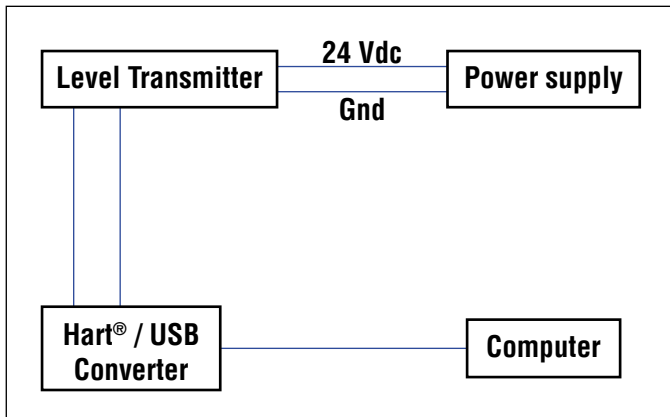 24 Vdc
Level Transmitter
Power supply
Gnd
Hart® / USB
Converter
Computer